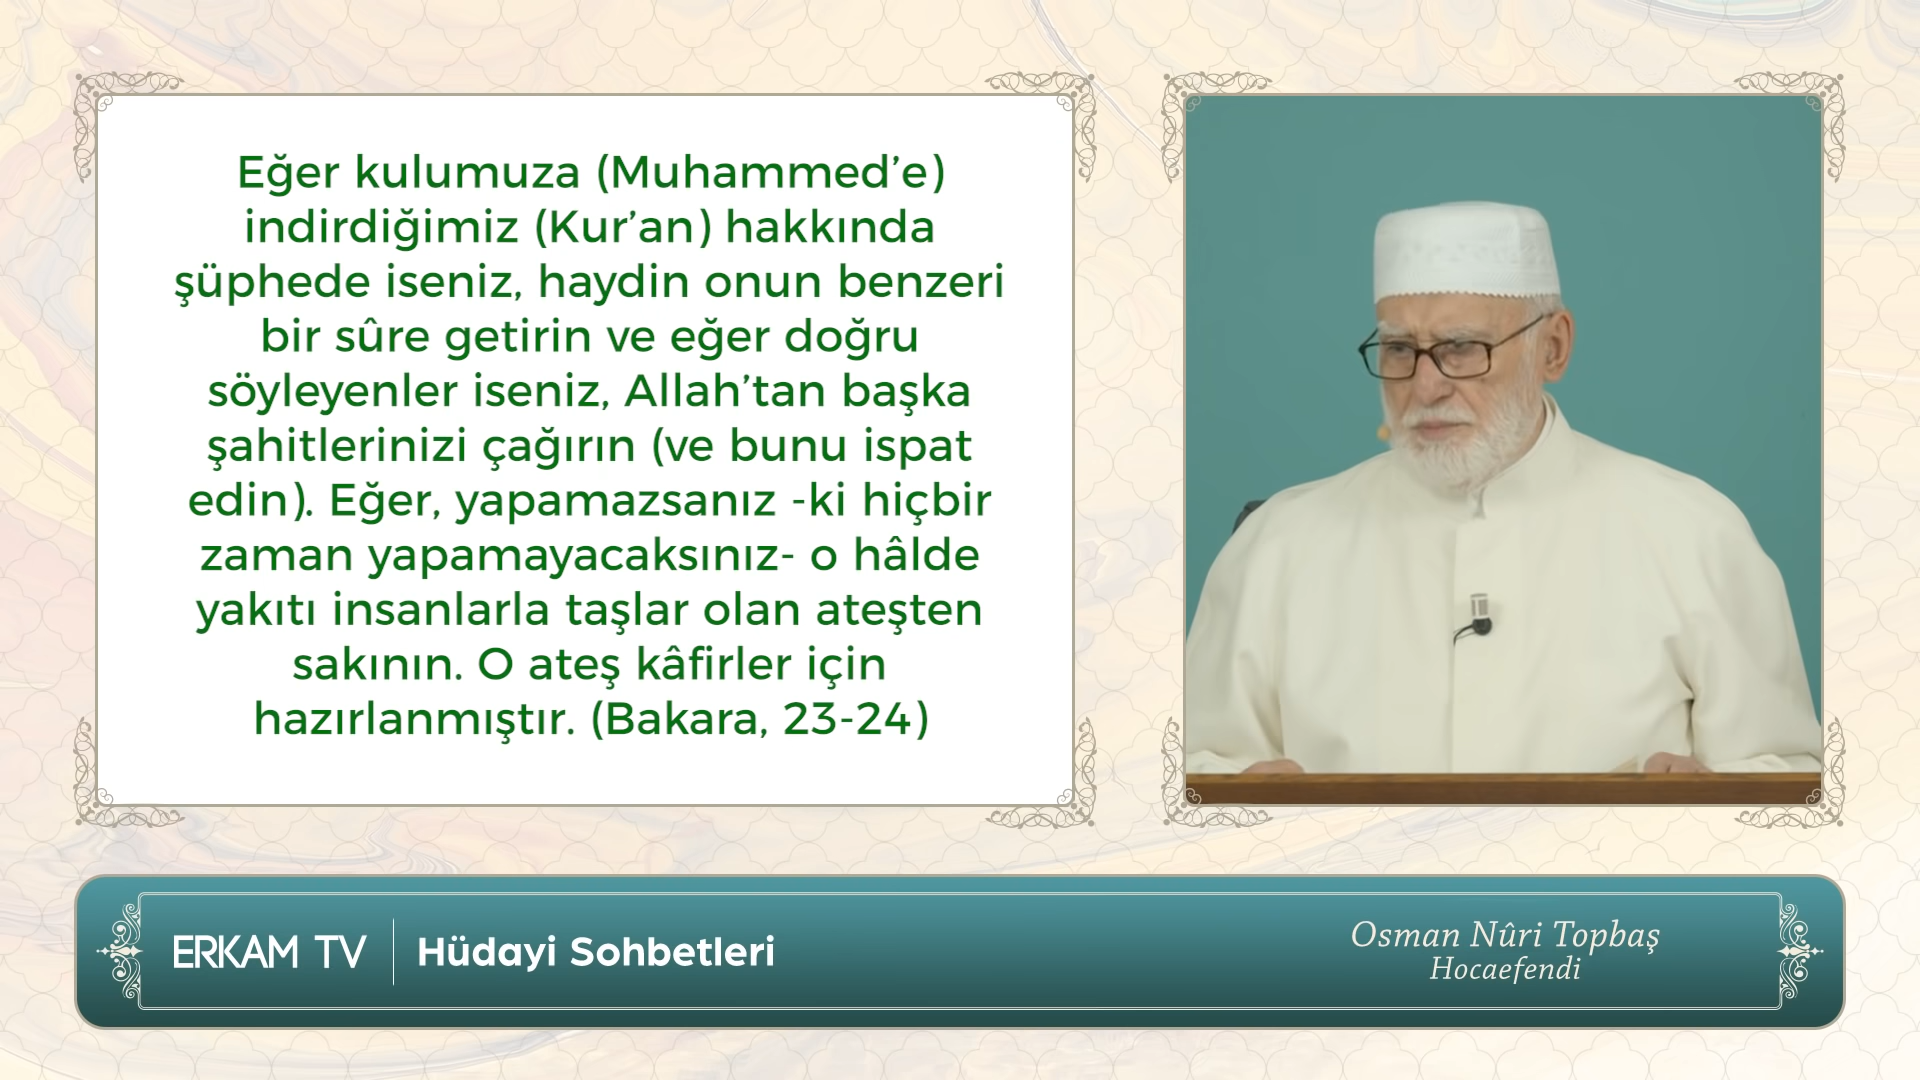 Eğer kulumuza (Muhammed’e)
indirdiğimiz (Kur’an) hakkında
şüphede iseniz, haydin onun benzeri
bir sûre getirin ve eğer doğru
söyleyenler iseniz, Allah’tan başka
şahitlerinizi çağırın (ve bunu ispat
edin). Eğer, yapamazsanız -ki hiçbir
zaman yapamayacaksınız- o hâlde
yakıtı insanlarla taşlar olan ateşten
sakının. O ateş kâfirler için
hazırlanmıştır. (Bakara, 23-24)
ERKAM TV
Hüdayi Sohbetleri
Osman Nûri Topbaş
Hocaefendi